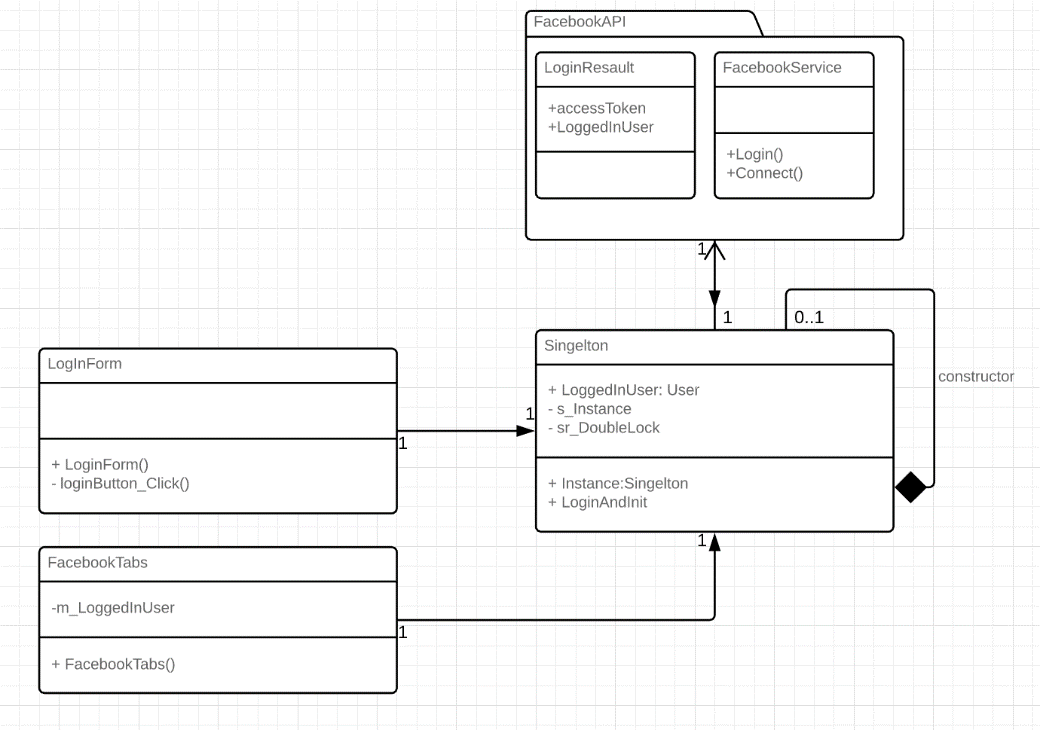 FacebookAPI
LoginResault
+accessToken
+LoggedInUser
FacebookService
+Login()
+Connect()
1
1
0..1
constructor
Singelton
+ LoggedInUser: User
- s_Instance
- sr_DoubleLock
+ Instance:Singelton
+ LoginAndInit
LogInForm
+ LoginForm()
- loginButton_Click()
1
1
FacebookTabs
-m_LoggedInUser
+ FacebookTabs()
1
1